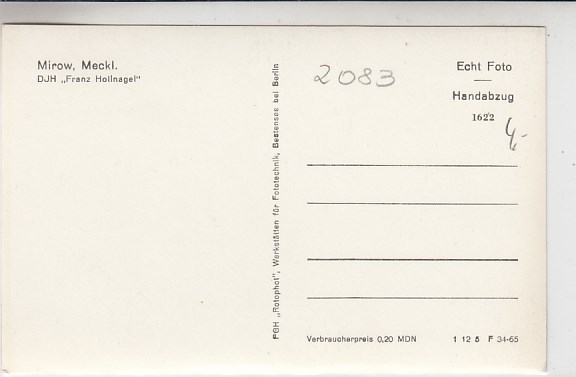 Mirow, Meckl.
DJH „Franz Hollnagel"
PGH „Rotophot", Werkstätten für Fototechnik, Bestensee bei Berlin
2083
Echt Foto
Handabzug
1622
4,-
Verbraucherpreis 0,20 MDN
1 12 8 F 34-65